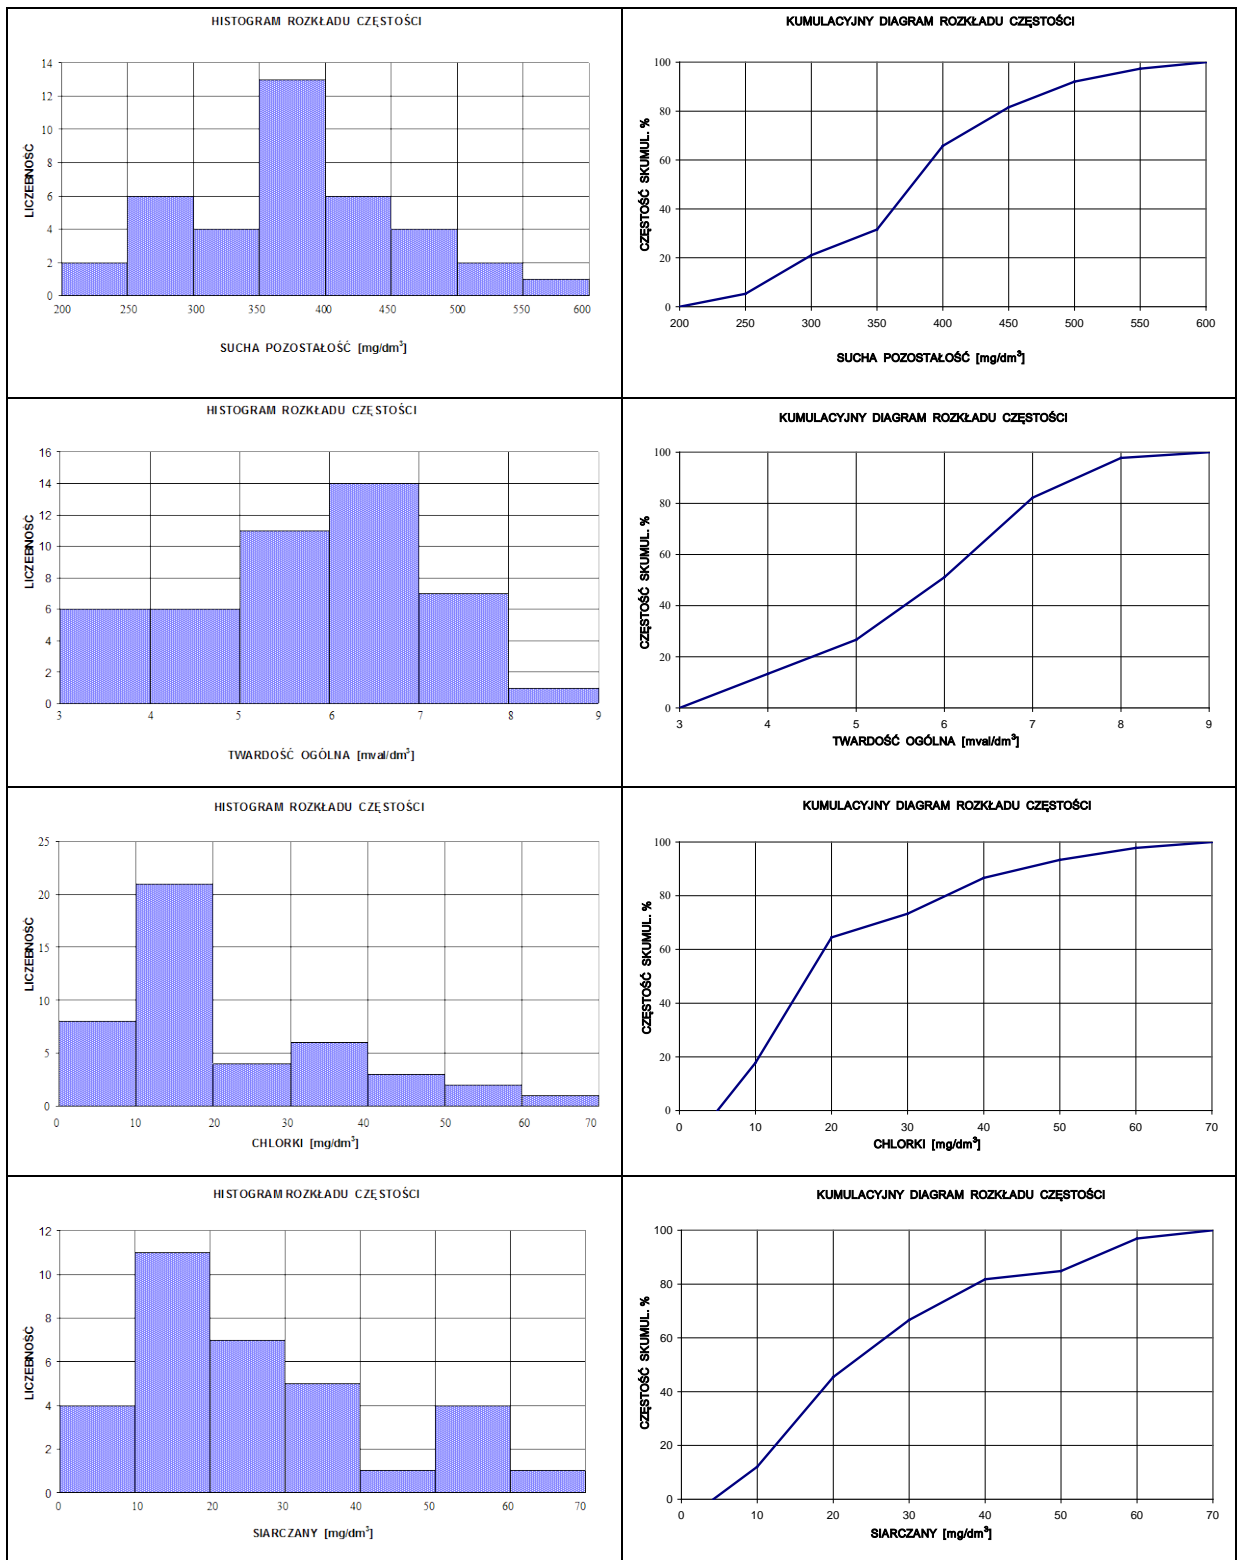 HISTOGRAM ROZKŁADU CZĘSTOŚCI
14
12
10
8
6
4
2
0
LICZEBNOŚĆ
200 250 300 350 400 450 500 550 600
SUCHA POZOSTAŁOŚĆ [mg/dm³]
KUMULACYJNY DIAGRAM ROZKŁADU CZĘSTOŚCI
100
80
60
40
20
0
CZĘSTOŚĆ SKUMUL. %
200 250 300 350 400 450 500 550 600
SUCHA POZOSTAŁOŚĆ [mg/dm³]
HISTOGRAM ROZKŁADU CZĘSTOŚCI
16
14
12
10
8
6
4
2
0
LICZEBNOŚĆ
3 4 5 6 7 8 9
TWARDOŚĆ OGÓLNA [mval/dm³]
KUMULACYJNY DIAGRAM ROZKŁADU CZĘSTOŚCI
100
80
60
40
20
0
CZĘSTOŚĆ SKUMUL. %
3 4 5 6 7 8 9
TWARDOŚĆ OGÓLNA [mval/dm³]
HISTOGRAM ROZKŁADU CZĘSTOŚCI
25
20
15
10
5
0
LICZEBNOŚĆ
0 10 20 30 40 50 60 70
CHLORKI [mg/dm³]
KUMULACYJNY DIAGRAM ROZKŁADU CZĘSTOŚCI
100
80
60
40
20
0
CZĘSTOŚĆ SKUMUL. %
0 10 20 30 40 50 60 70
CHLORKI [mg/dm³]
HISTOGRAM ROZKŁADU CZĘSTOŚCI
12
10
8
6
4
2
0
LICZEBNOŚĆ
0 10 20 30 40 50 60 70
SIARCZANY [mg/dm³]
KUMULACYJNY DIAGRAM ROZKŁADU CZĘSTOŚCI
100
80
60
40
20
0
CZĘSTOŚĆ SKUMUL. %
0 10 20 30 40 50 60 70
SIARCZANY [mg/dm³]